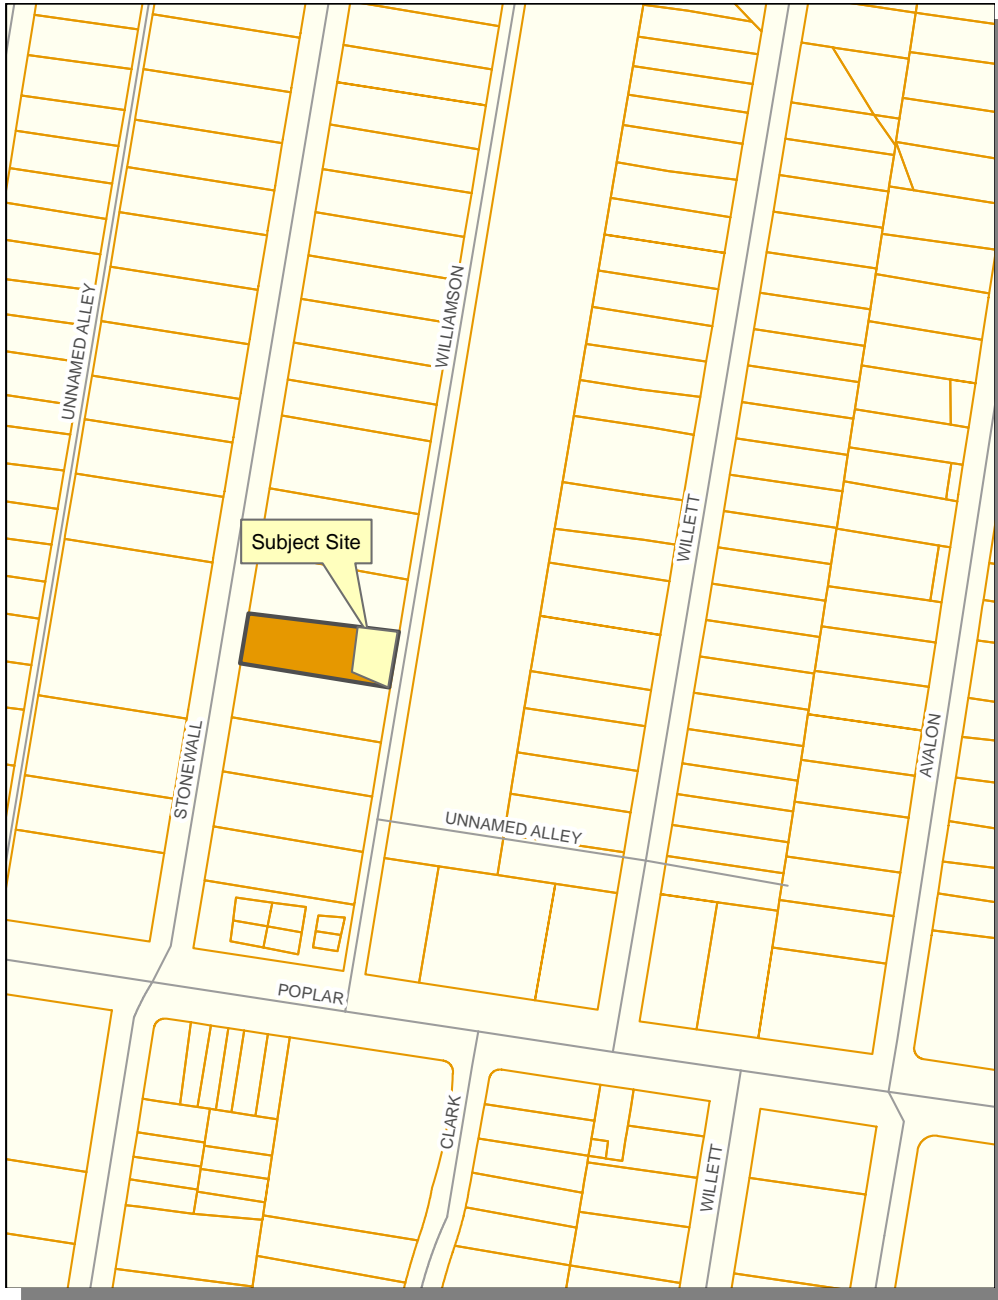 WILLIAMSON
UNNAMED ALLEY
WILLETT
Subject Site
STONEWALL
AVALON
UNNAMED ALLEY
POPLAR
CLARK
WILLETT